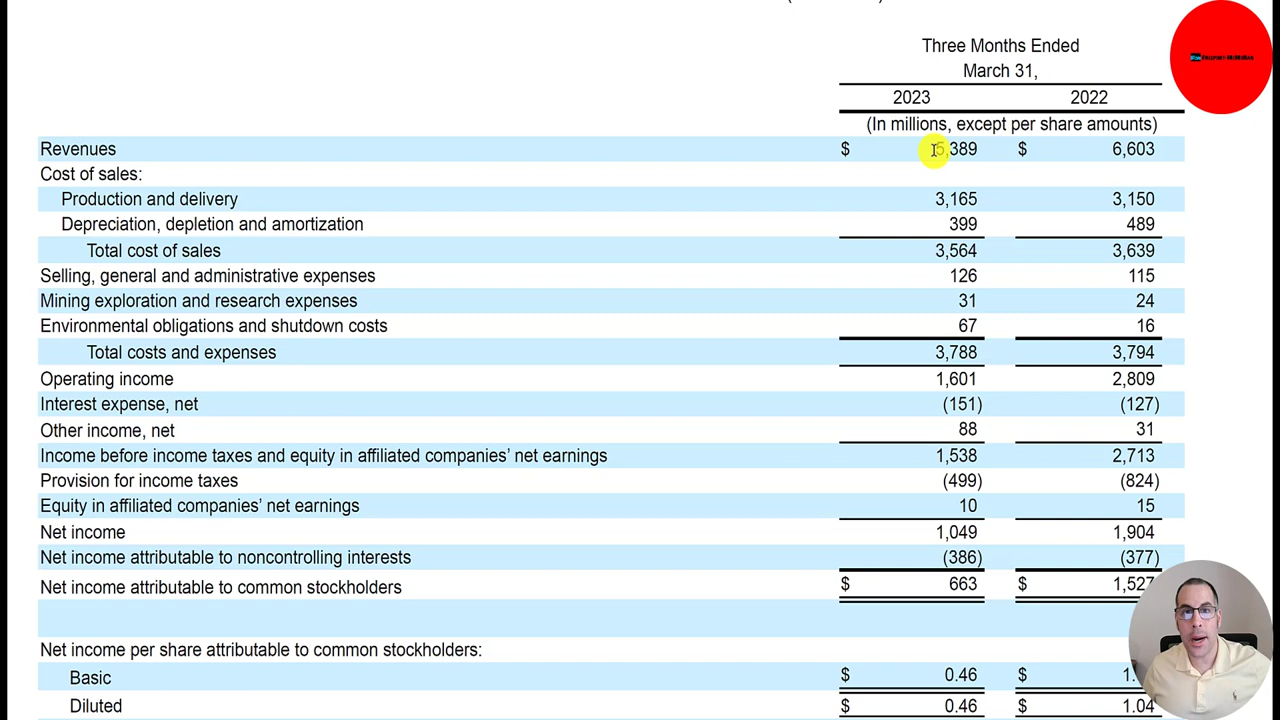 Three Months Ended
March 31,
2023 2022
(In millions, except per share amounts)
Revenues $ 5,389 $ 6,603
Cost of sales:
Production and delivery 3,165 3,150
Depreciation, depletion and amortization 399 489
Total cost of sales 3,564 3,639
Selling, general and administrative expenses 126 115
Mining exploration and research expenses 31 24
Environmental obligations and shutdown costs 67 16
Total costs and expenses 3,788 3,794
Operating income 1,601 2,809
Interest expense, net (151) (127)
Other income, net 88 31
Income before income taxes and equity in affiliated companies' net earnings 1,538 2,713
Provision for income taxes (499) (824)
Equity in affiliated companies' net earnings 10 15
Net income 1,049 1,904
Net income attributable to noncontrolling interests (386) (377)
Net income attributable to common stockholders $ 663 $ 1,527
Net income per share attributable to common stockholders:
Basic $ 0.46 $
Diluted $ 0.46 $ 1.04